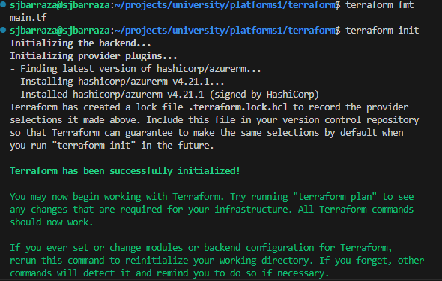 sjbarraza@sjbarraza:~/projects/university/platforms1/terraform$ terraform fmt
main.tf
sjbarraza@sjbarraza:~/projects/university/platforms1/terraform$ terraform init
Initializing the backend...
Initializing provider plugins...
- Finding latest version of hashicorp/azurerm...
- Installing hashicorp/azurerm v4.21.1...
- Installed hashicorp/azurerm v4.21.1 (signed by HashiCorp)
Terraform has created a lock file .terraform.lock.hcl to record the provider
selections it made above. Include this file in your version control repository
so that Terraform can guarantee to make the same selections by default when
you run "terraform init" in the future.
Terraform has been successfully initialized!
You may now begin working with Terraform. Try running "terraform plan" to see
any changes that are required for your infrastructure. All Terraform commands
should now work.
If you ever set or change modules or backend configuration for Terraform,
rerun this command to reinitialize your working directory. If you forget, other
commands will detect it and remind you to do so if necessary.